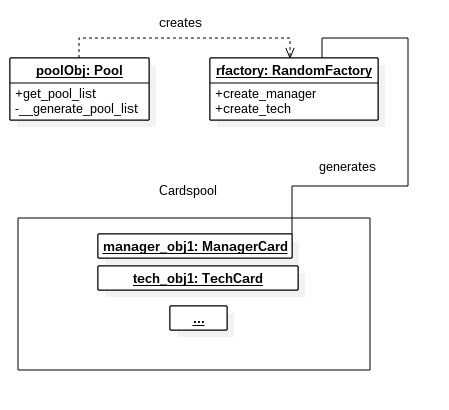 creates
poolObj: Pool
+get_pool_list
-__generate_pool_list
rfactory: RandomFactory
+create_manager
+create_tech
generates
Cardspool
manager_obj1: ManagerCard
tech_obj1: TechCard
...